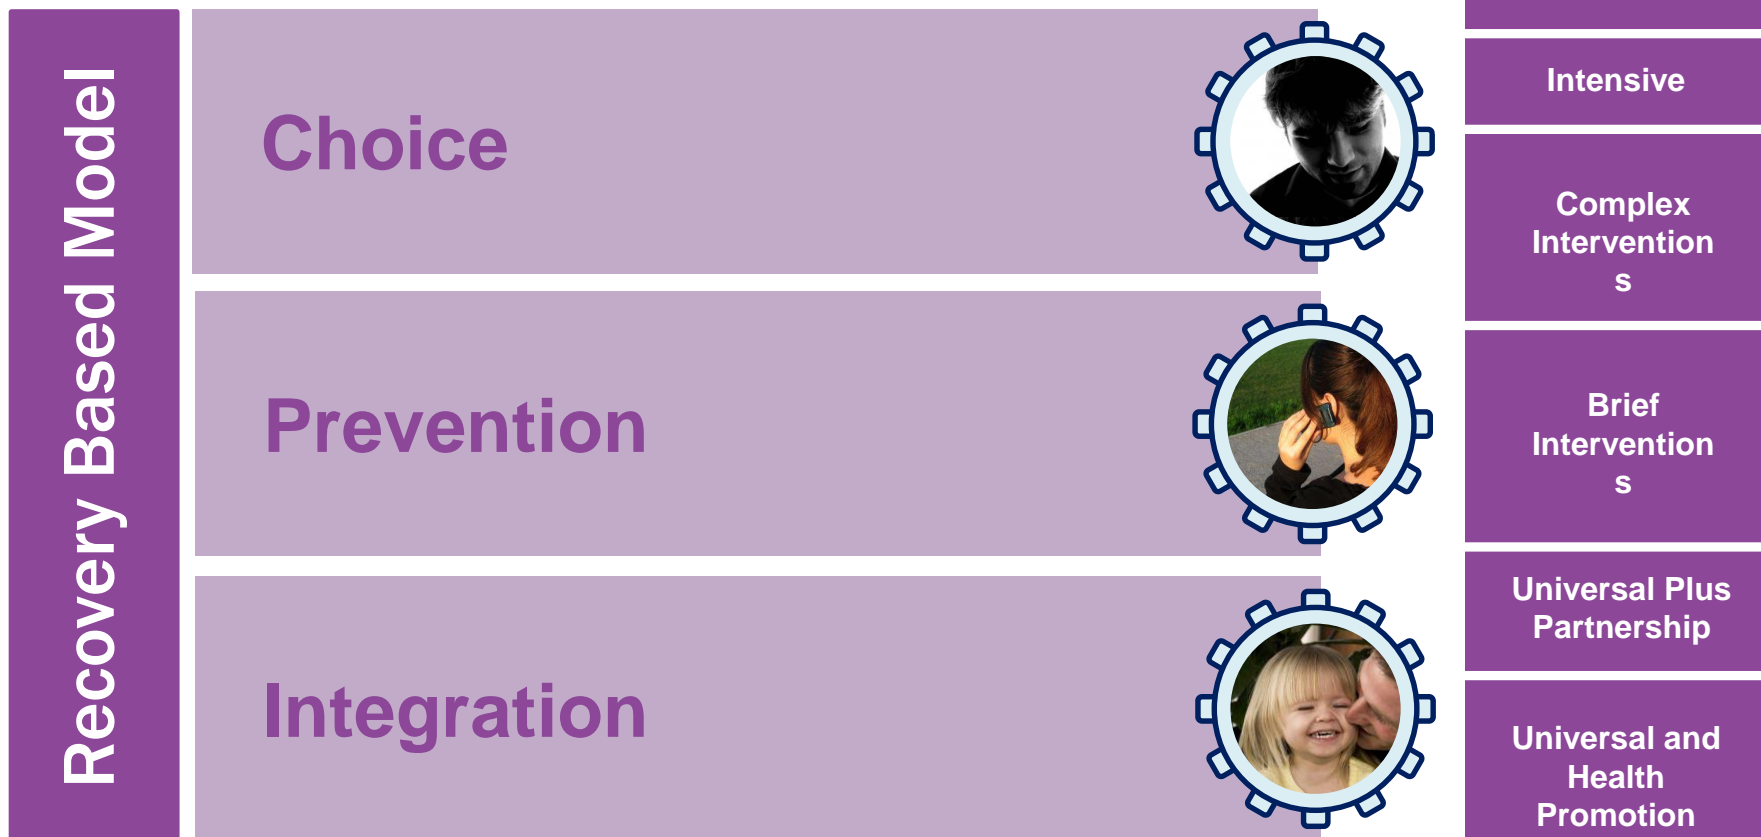 Recovery Based Model
Choice
Prevention
Integration
Intensive
Complex
Intervention
s
Brief
Intervention
s
Universal Plus
Partnership
Universal and
Health
Promotion